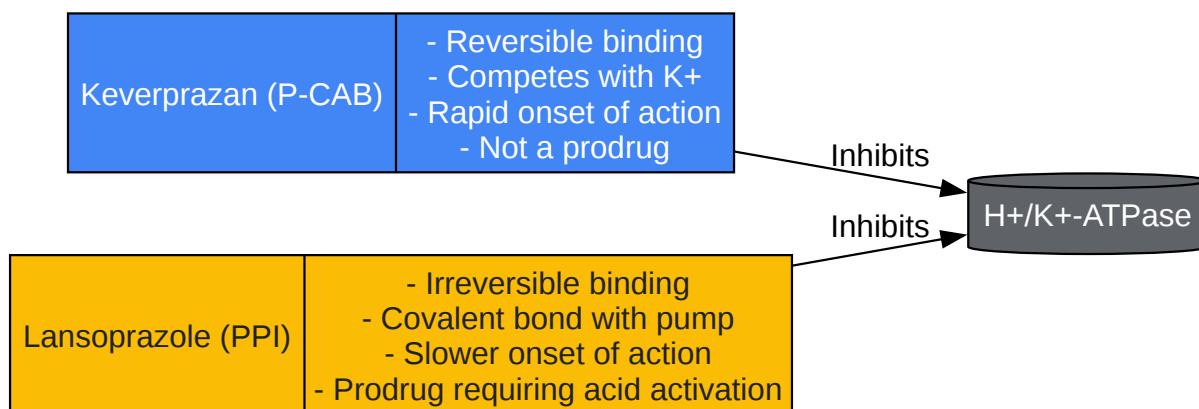 Keverprazan (P-CAB)
- Reversible binding
- Competes with K+
- Rapid onset of action
- Not a prodrug
Inhibits
H+/K+-ATPase
Inhibits
Lansoprazole (PPI)
- Irreversible binding
- Covalent bond with pump
- Slower onset of action
- Prodrug requiring acid activation